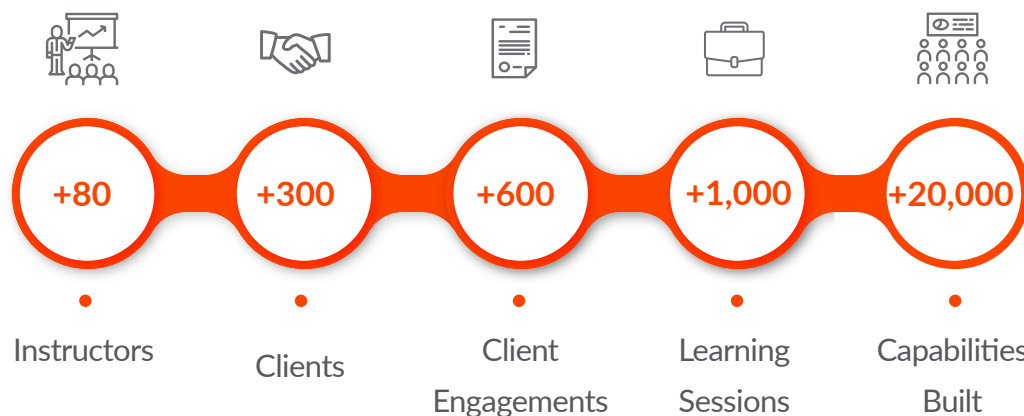 +80
+300
+600
+1,000
+20,000
Instructors
Clients
Client
Engagements
Learning
Sessions
Capabilities
Built